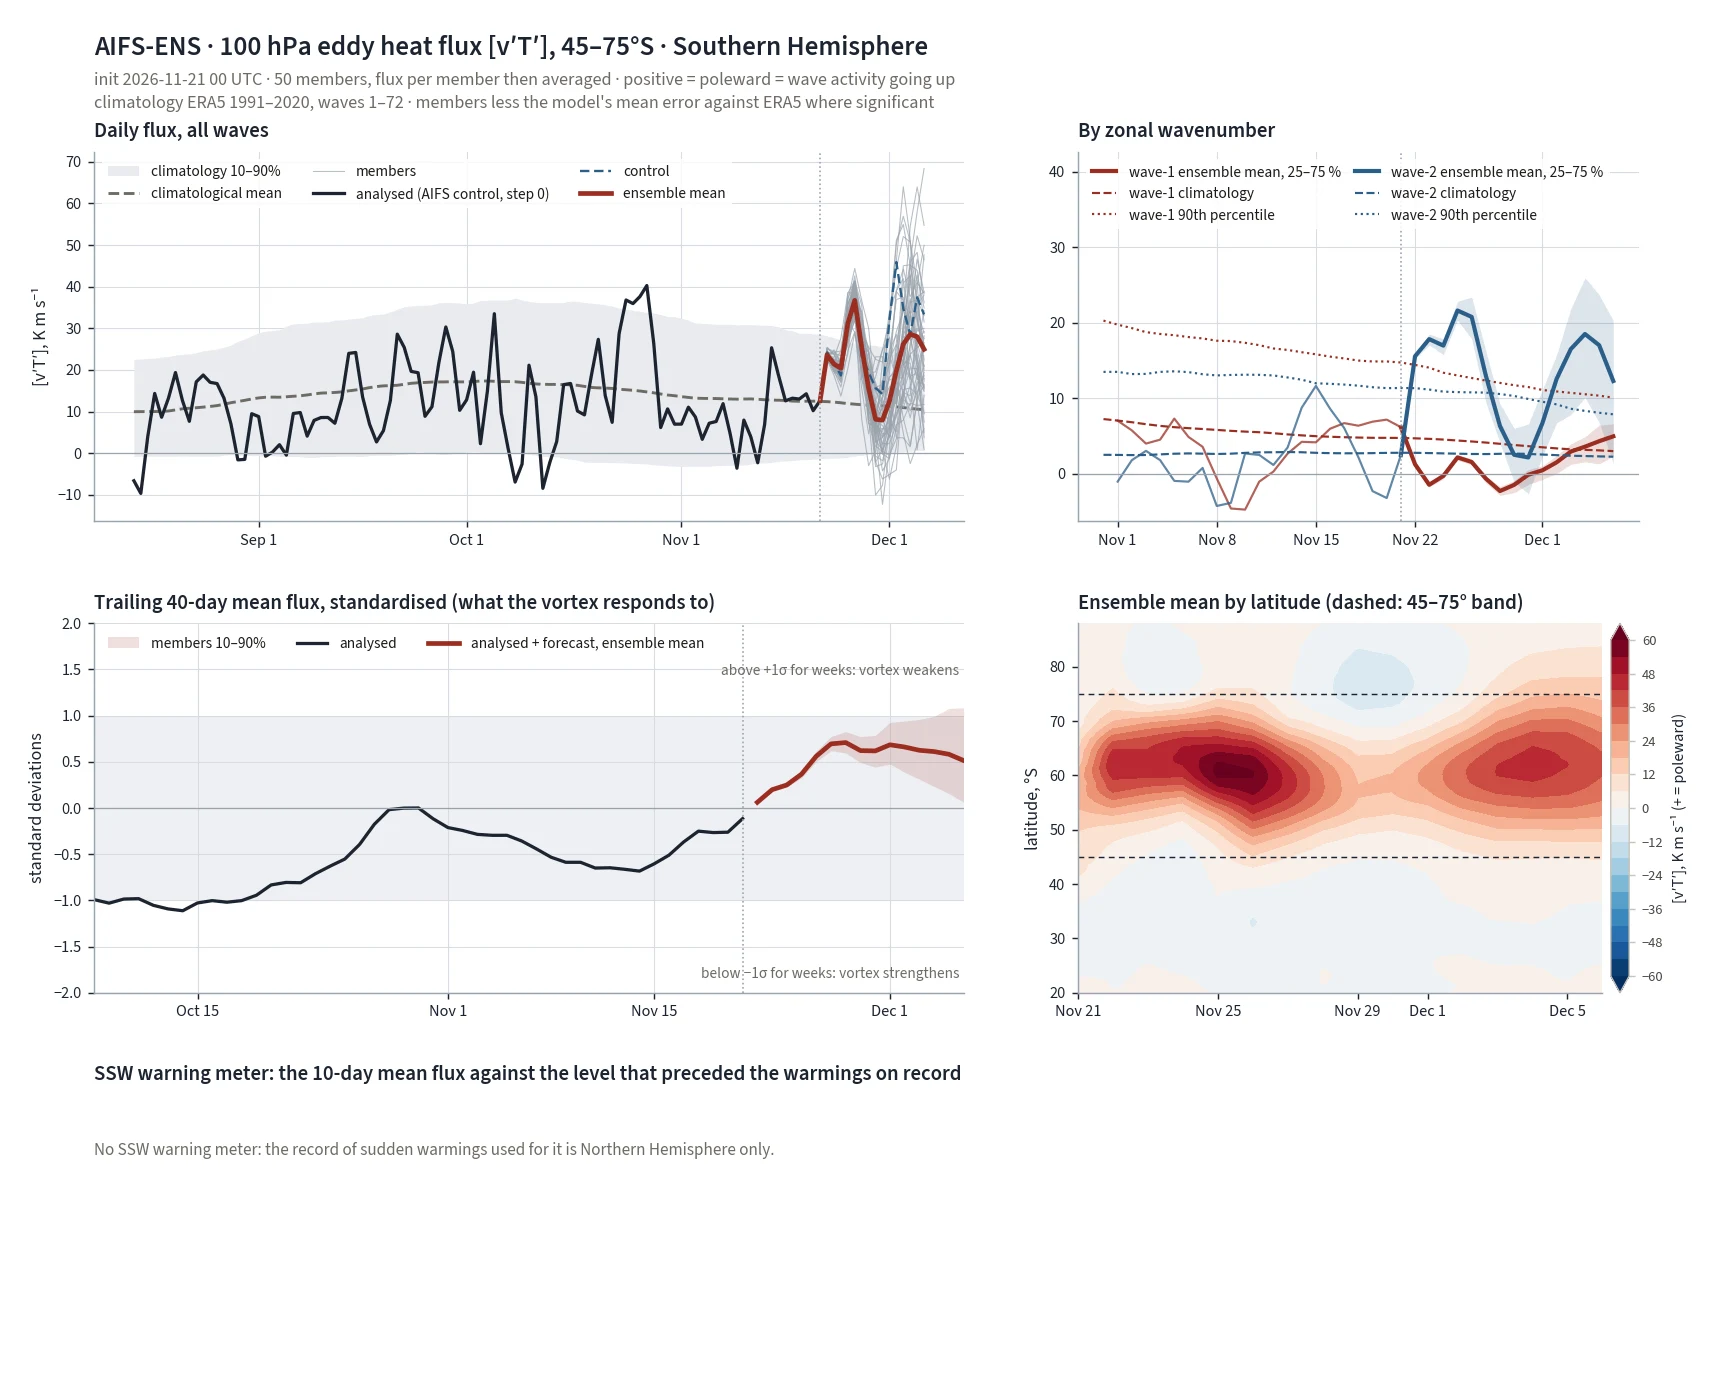 AIFS-ENS · 100 hPa eddy heat flux [v′T′], 45–75°S · Southern Hemisphere
init 2026-11-21 00 UTC · 50 members, flux per member then averaged · positive = poleward = wave activity going up
climatology ERA5 1991–2020, waves 1–72 · members less the model's mean error against ERA5 where significant
Daily flux, all waves
climatology 10–90%
members
control
climatological mean
analysed (AIFS control, step 0)
ensemble mean
[v′T′], K m s⁻¹
70
60
50
40
30
20
10
0
−10
Sep 1
Oct 1
Nov 1
Dec 1
By zonal wavenumber
wave-1 ensemble mean, 25–75 %
wave-2 ensemble mean, 25–75 %
wave-1 climatology
wave-2 climatology
wave-1 90th percentile
wave-2 90th percentile
40
30
20
10
0
Nov 1
Nov 8
Nov 15
Nov 22
Dec 1
Trailing 40-day mean flux, standardised (what the vortex responds to)
members 10–90%
analysed
analysed + forecast, ensemble mean
above +1σ for weeks: vortex weakens
below −1σ for weeks: vortex strengthens
standard deviations
2.0
1.5
1.0
0.5
0.0
−0.5
−1.0
−1.5
−2.0
Oct 15
Nov 1
Nov 15
Dec 1
Ensemble mean by latitude (dashed: 45–75° band)
latitude, °S
80
70
60
50
40
30
20
Nov 21
Nov 25
Nov 29
Dec 1
Dec 5
60
48
36
24
12
0
−12
−24
−36
−48
−60
[v′T′], K m s⁻¹ (+ = poleward)
SSW warning meter: the 10-day mean flux against the level that preceded the warmings on record
No SSW warning meter: the record of sudden warmings used for it is Northern Hemisphere only.